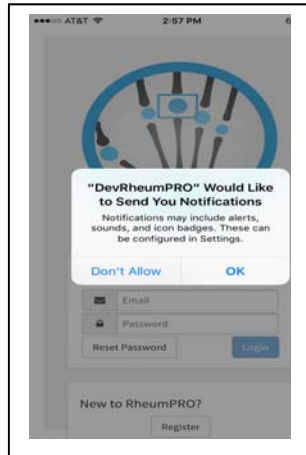 AT&T 2:57 PM 6
"DevRheumPRO" Would Like
to Send You Notifications
Notifications may include alerts,
sounds, and icon badges. These can
be configured in Settings.
Don't Allow OK
Email
Password
Reset Password Login
New to RheumPRO?
Register